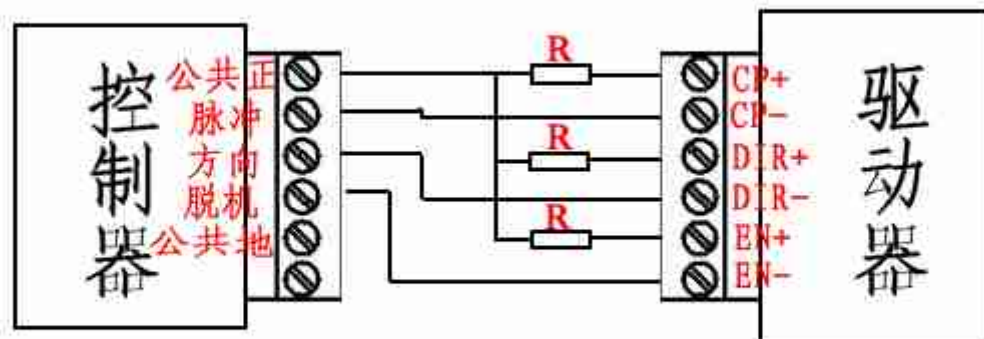 控制器
公共正
脉冲
方向
脱机
公共地
R
R
R
CP+
CP-
DIR+
DIR-
EN+
EN-
驱动器